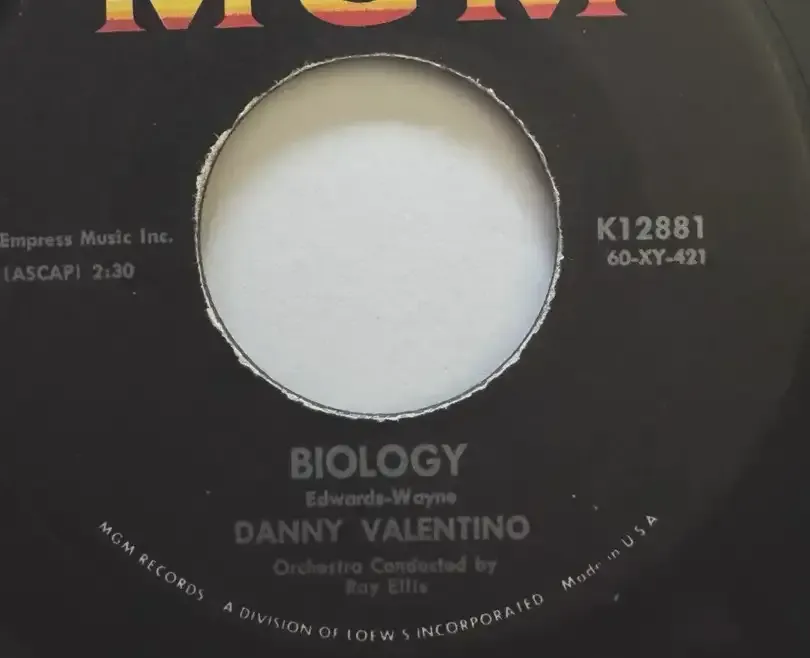 MGM
Empress Music Inc.
(ASCAP) 2:30
K12881
60-XY-421
BIOLOGY
Edwards-Wayne
DANNY VALENTINO
Orchestra Conducted by
Ray Ellis
MGM RECORDS A DIVISION OF LOEW'S INCORPORATED Made in U S A